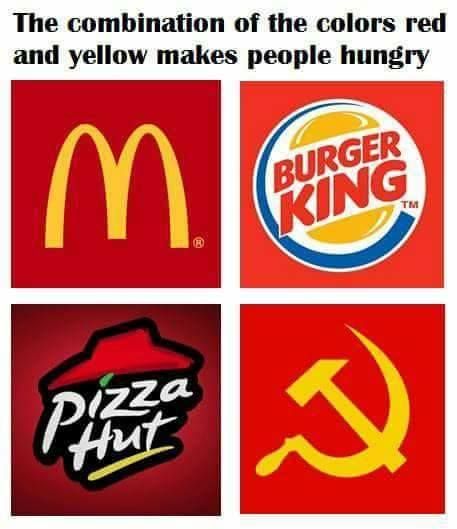 The combination of the colors red
and yellow makes people hungry
®
BURGER
KING
TM
Pizza
Hut